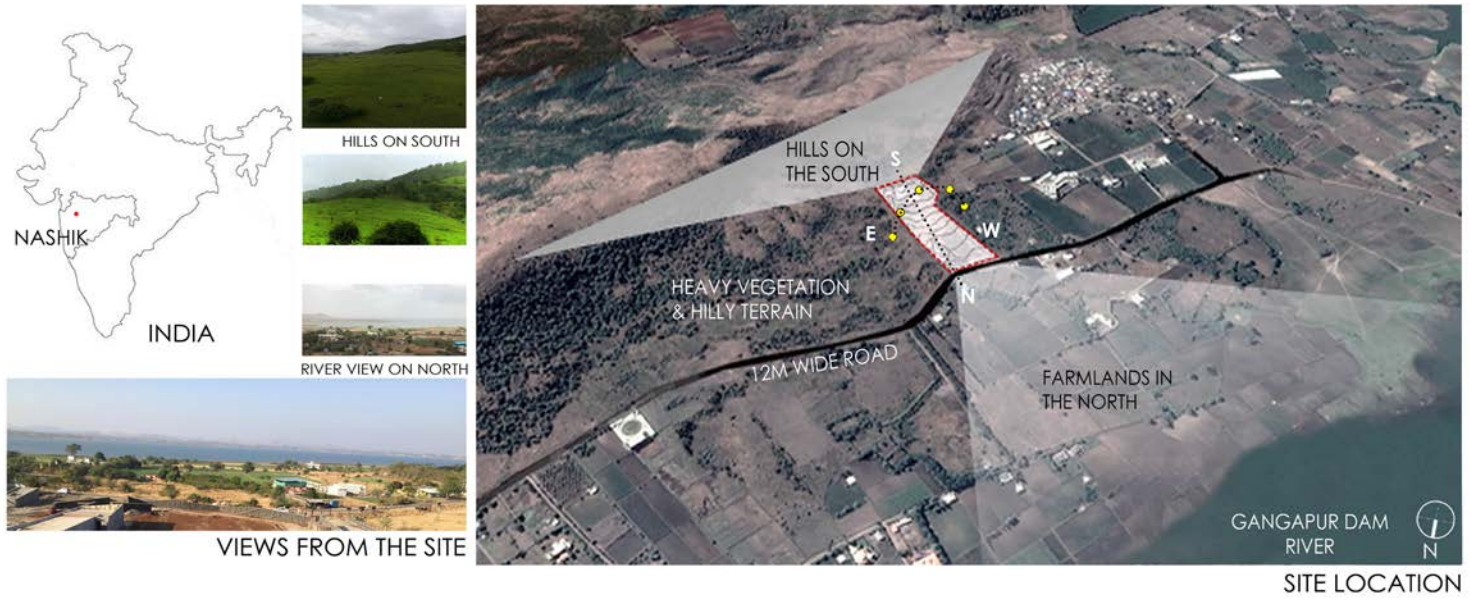 NASHIK
INDIA
HILLS ON SOUTH
RIVER VIEW ON NORTH
VIEWS FROM THE SITE
HILLS ON
THE SOUTH
S
E
W
N
HEAVY VEGETATION
& HILLY TERRAIN
12M WIDE ROAD
FARMLANDS IN
THE NORTH
GANGAPUR DAM
RIVER
N
SITE LOCATION